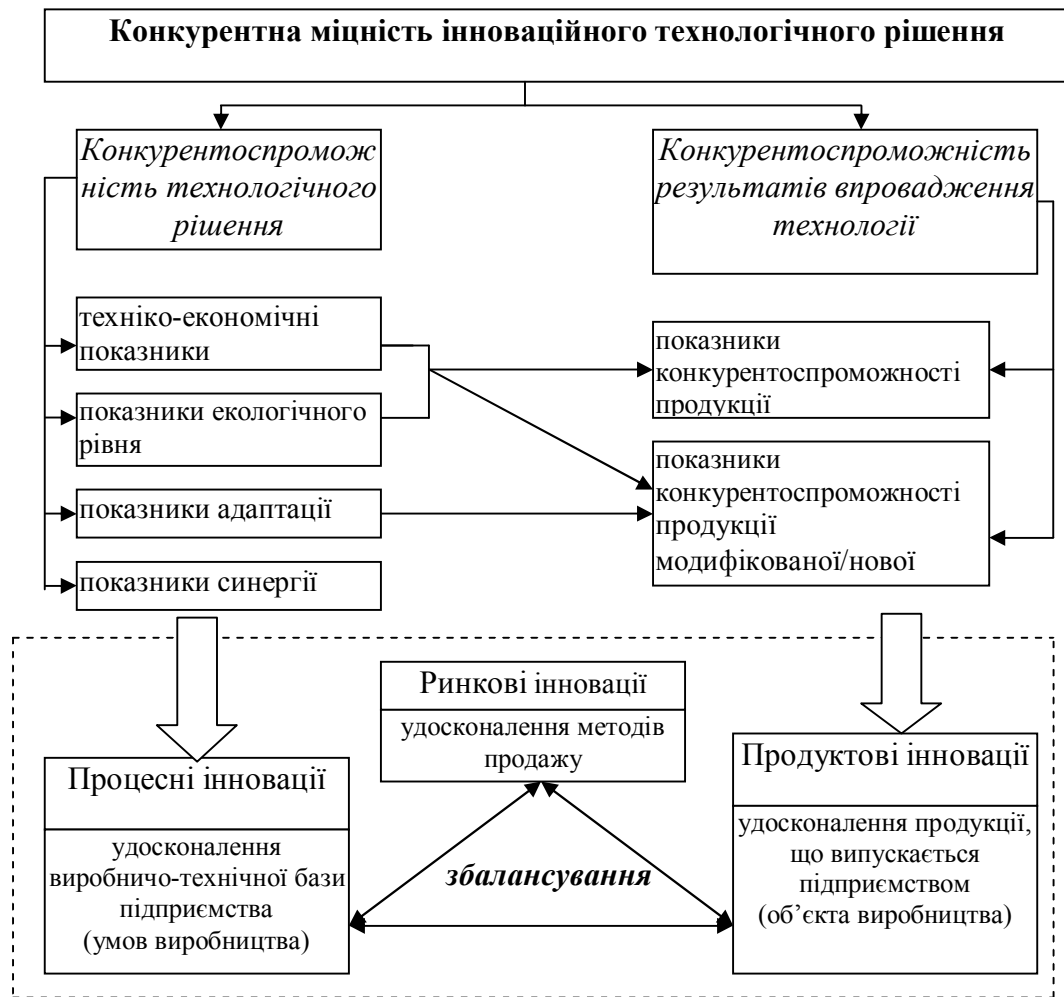 Конкурентна міцність інноваційного технологічного рішення
Конкурентоспромож
ність технологічного
рішення
Конкурентоспроможність
результатів впровадження
технології
техніко-економічні
показники
показники екологічного
рівня
показники адаптації
показники синергії
показники
конкурентоспроможності
продукції
показники
конкурентоспроможності
продукції
модифікованої/нової
Ринкові інновації
удосконалення методів
продажу
Процесні інновації
удосконалення
виробничо-технічної бази
підприємства
(умов виробництва)
збалансування
Продуктові інновації
удосконалення продукції,
що випускається
підприємством
(об’єкта виробництва)